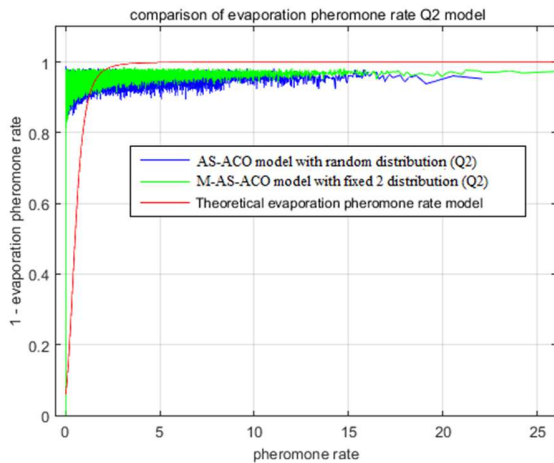 comparison of evaporation pheromone rate Q2 model
1
0.8
0.6
0.4
0.2
0
1 - evaporation pheromone rate
AS-ACO model with random distribution (Q2)
M-AS-ACO model with fixed 2 distribution (Q2)
Theoretical evaporation pheromone rate model
0 5 10 15 20 25
pheromone rate